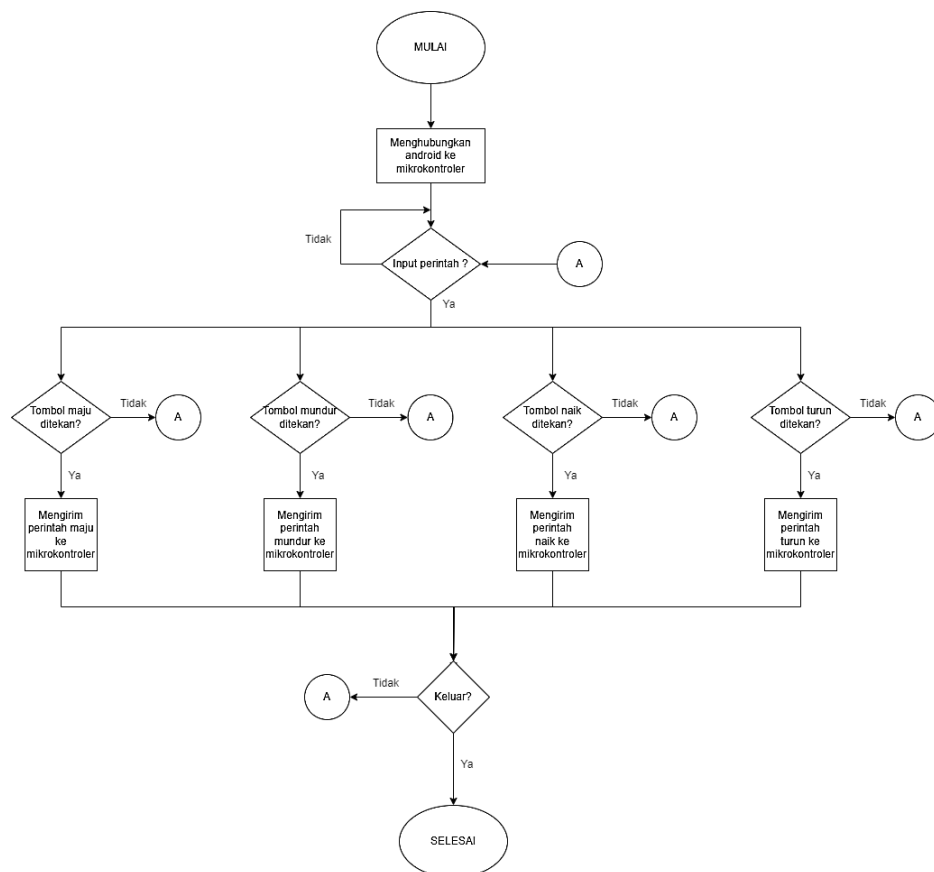 MULAI
Menghubungkan
android ke
mikrokontroler
Tidak
Input perintah ?
A
Ya
Tombol maju
ditekan?
Tidak
A
Tombol mundur
ditekan?
Tidak
A
Tombol naik
ditekan?
Tidak
A
Tombol turun
ditekan?
Tidak
A
Ya
Ya
Ya
Ya
Mengirim
perintah maju
ke
mikrokontroler
Mengirim
perintah
mundur ke
mikrokontroler
Mengirim
perintah
naik ke
mikrokontroler
Mengirim
perintah
turun ke
mikrokontroler
A
Tidak
Keluar?
Ya
SELESAI